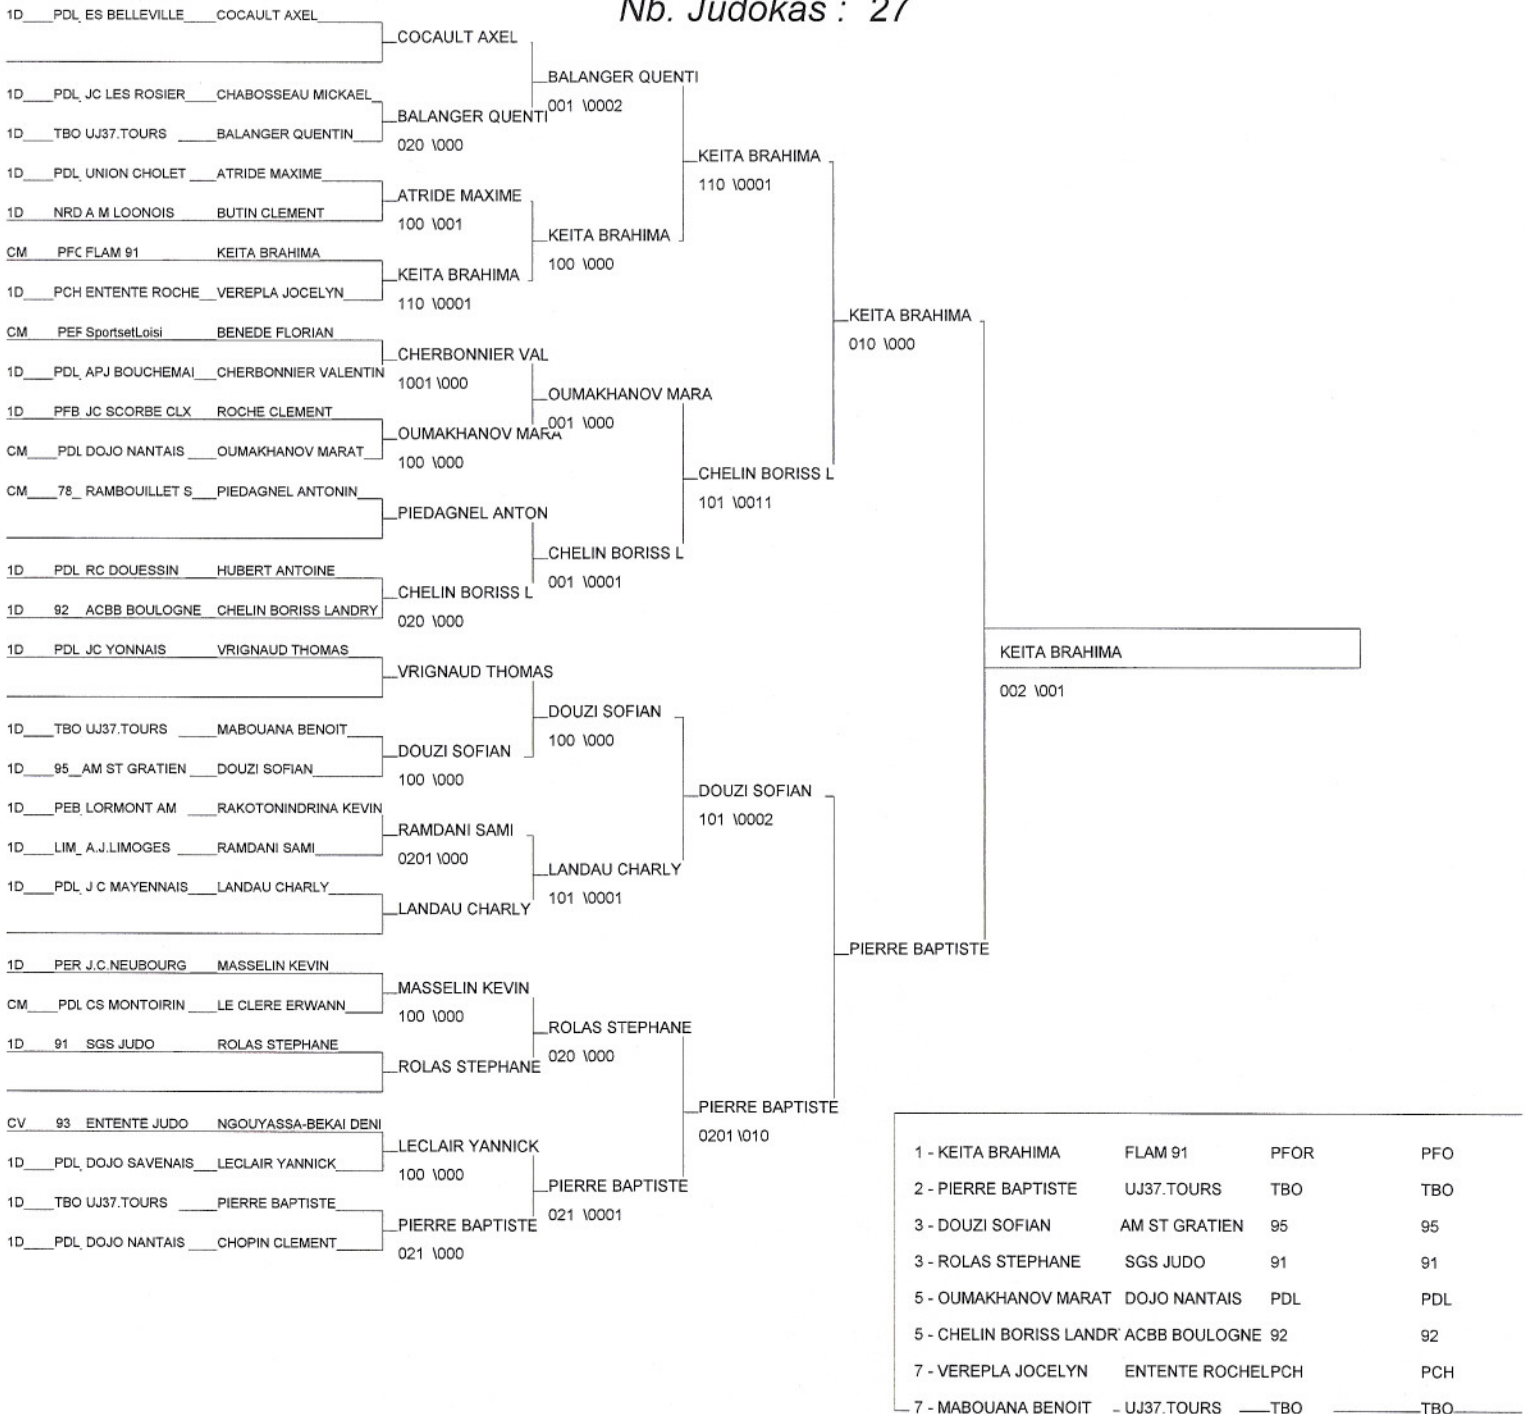 Nb. Judokas : 27
1D PDL ES BELLEVILLE COCAULT AXEL
COCAULT AXEL
BALANGER QUENTI
001 \0002
1D PDL JC LES ROSIER CHABOSSEAU MICKAEL
BALANGER QUENTI
020 \000
1D TBO UJ37.TOURS BALANGER QUENTIN
KEITA BRAHIMA
110 \0001
1D PDL UNION CHOLET ATRIDE MAXIME
ATRIDE MAXIME
100 \001
1D NRD A M LOONOIS BUTIN CLEMENT
KEITA BRAHIMA
100 \000
CM PFC FLAM 91 KEITA BRAHIMA
KEITA BRAHIMA
110 \0001
1D PCH ENTENTE ROCHE VEREPLA JOCELYN
KEITA BRAHIMA
010 \000
CM PEF SportsetLoisi BENEDE FLORIAN
CHERBONNIER VAL
1001 \000
1D PDL APJ BOUCHEMAI CHERBONNIER VALENTIN
OUMAKHANOV MARA
001 \000
1D PFB JC SCORBE CLX ROCHE CLEMENT
OUMAKHANOV MARA
100 \000
CM PDL DOJO NANTAIS OUMAKHANOV MARAT
CHELIN BORISS L
101 \0011
CM 78 RAMBOUILLET S PIEDAGNEL ANTONIN
PIEDAGNEL ANTON
CHELIN BORISS L
001 \0001
1D PDL RC DOUESSIN HUBERT ANTOINE
CHELIN BORISS L
020 \000
1D 92 ACBB BOULOGNE CHELIN BORISS LANDRY
KEITA BRAHIMA
002 \001
1D PDL JC YONNAIS VRIGNAUD THOMAS
VRIGNAUD THOMAS
DOUZI SOFIAN
100 \000
1D TBO UJ37.TOURS MABOUANA BENOIT
DOUZI SOFIAN
100 \000
1D 95 AM ST GRATIEN DOUZI SOFIAN
DOUZI SOFIAN
101 \0002
1D PEB LORMONT AM RAKOTONINDRINA KEVIN
RAMDANI SAMI
0201 \000
1D LIM A.J.LIMOGES RAMDANI SAMI
LANDAU CHARLY
101 \0001
1D PDL J C MAYENNAIS LANDAU CHARLY
LANDAU CHARLY
PIERRE BAPTISTE
1D PER J.C.NEUBOURG MASSELIN KEVIN
MASSELIN KEVIN
100 \000
CM PDL CS MONTOIRIN LE CLERE ERWANN
ROLAS STEPHANE
020 \000
1D 91 SGS JUDO ROLAS STEPHANE
ROLAS STEPHANE
PIERRE BAPTISTE
0201 \010
CV 93 ENTENTE JUDO NGOUYASSA-BEKAI DENI
LECLAIR YANNICK
100 \000
1D PDL DOJO SAVENAIS LECLAIR YANNICK
PIERRE BAPTISTE
021 \0001
1D TBO UJ37.TOURS PIERRE BAPTISTE
PIERRE BAPTISTE
021 \000
1D PDL DOJO NANTAIS CHOPIN CLEMENT
1 - KEITA BRAHIMA FLAM 91 PFOR PFO
2 - PIERRE BAPTISTE UJ37.TOURS TBO TBO
3 - DOUZI SOFIAN AM ST GRATIEN 95 95
3 - ROLAS STEPHANE SGS JUDO 91 91
5 - OUMAKHANOV MARAT DOJO NANTAIS PDL PDL
5 - CHELIN BORISS LANDR ACBB BOULOGNE 92 92
7 - VEREPLA JOCELYN ENTENTE ROCHEL PCH PCH
7 - MABOUANA BENOIT UJ37.TOURS TBO TBO